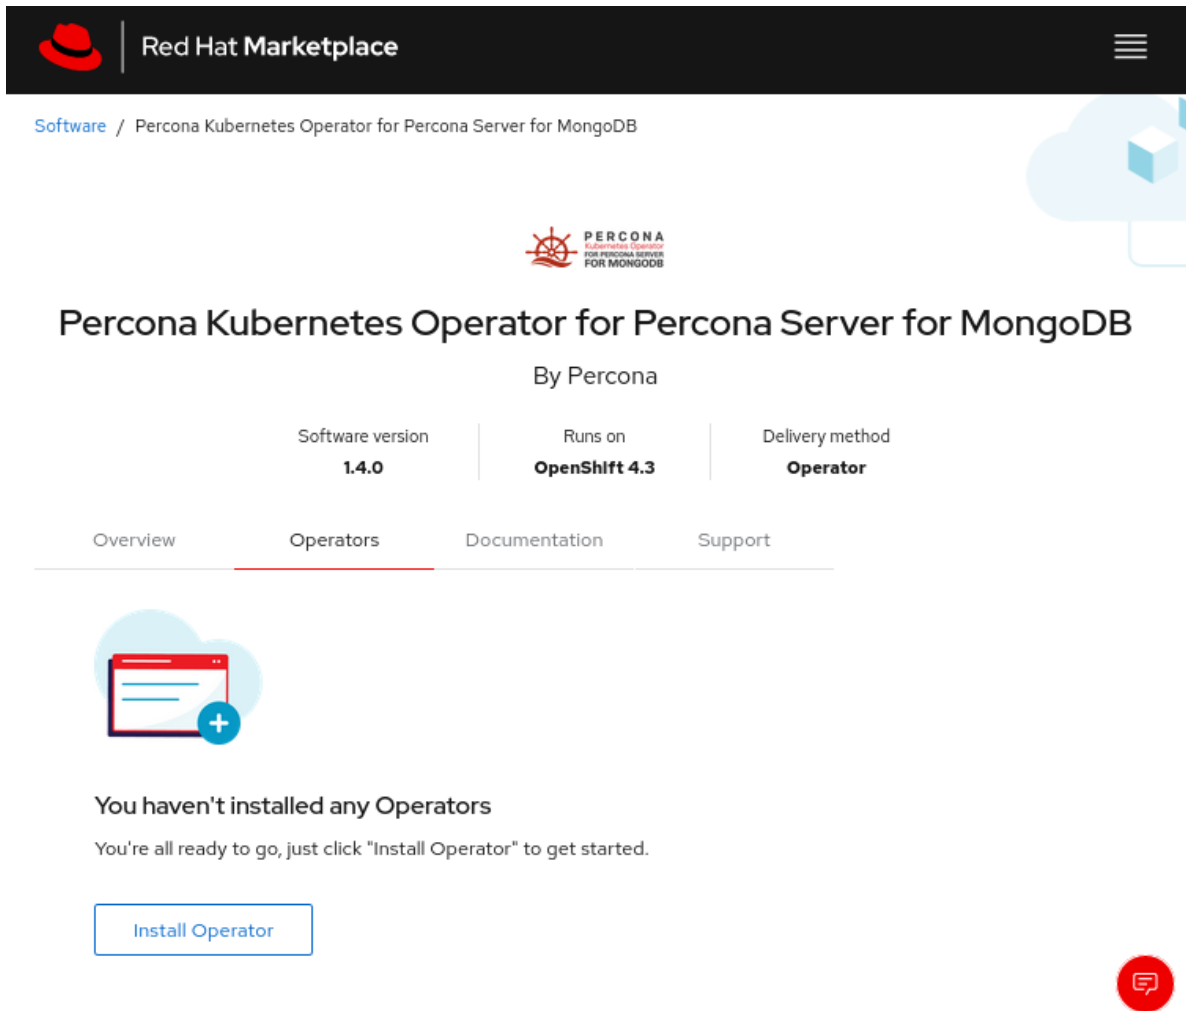 Red Hat Marketplace
Software / Percona Kubernetes Operator for Percona Server for MongoDB
PERCONA
Kubernetes Operator
FOR PERCONA SERVER
FOR MONGODB
Percona Kubernetes Operator for Percona Server for MongoDB
By Percona
Software version Runs on Delivery method
1.4.0 OpenShift 4.3 Operator
Overview Operators Documentation Support
You haven't installed any Operators
You're all ready to go, just click "Install Operator" to get started.
Install Operator